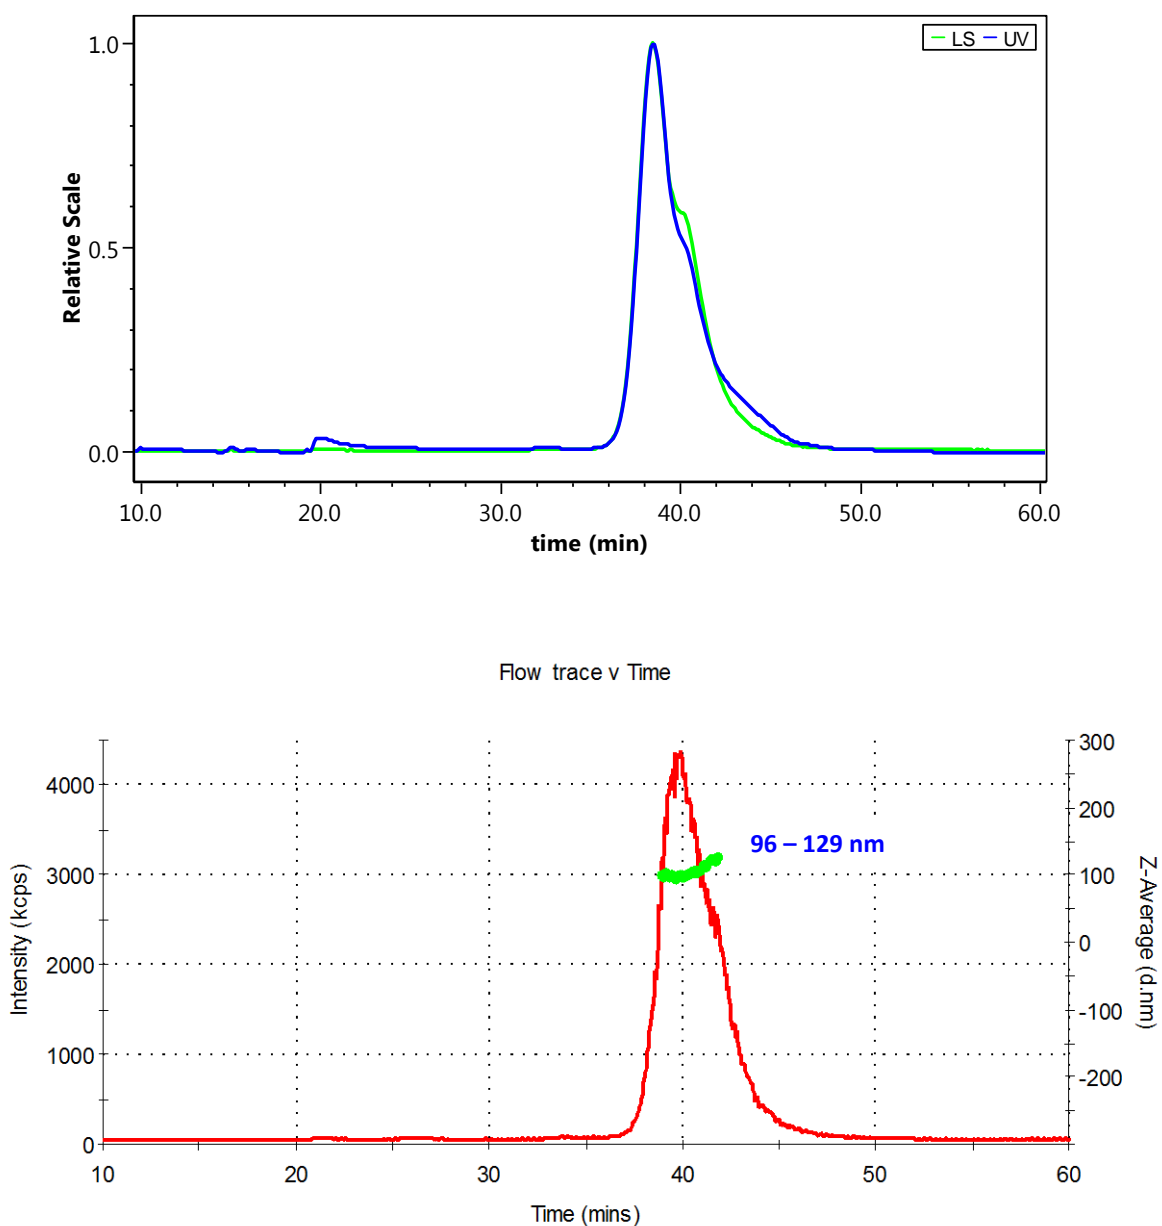 LS UV
1.0
0.5
0.0
Relative Scale
10.0 20.0 30.0 40.0 50.0 60.0
time (min)
Flow trace v Time
4000
3000
2000
1000
0
Intensity (kcps)
96 – 129 nm
300
200
100
0
-100
-200
Z-Average (d.nm)
10 20 30 40 50 60
Time (mins)